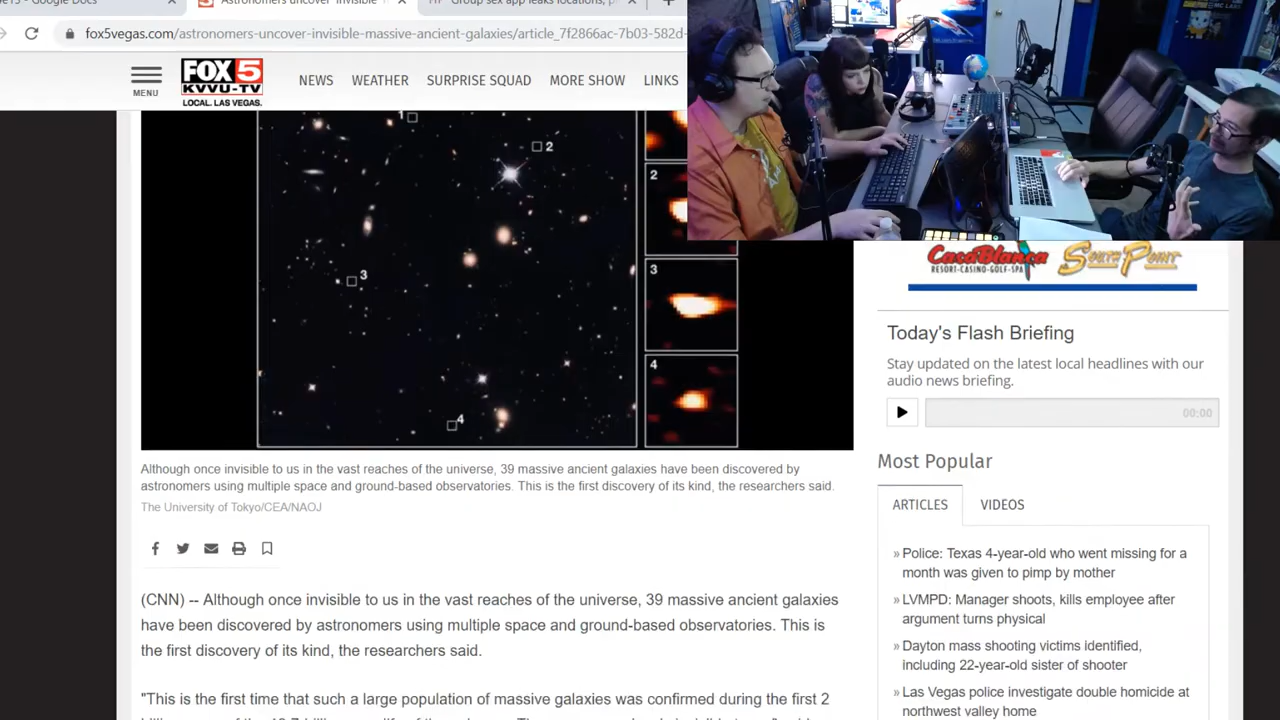 e13 - Google Docs
Astronomers uncover 'invisible'
Group sex app leaks locations, p
fox5vegas.com/astronomers-uncover-invisible-massive-ancient-galaxies/article_7f2866ac-7b03-582d-
MENU
FOX 5
KVVU-TV
LOCAL. LAS VEGAS.
NEWS
WEATHER
SURPRISE SQUAD
MORE SHOW
LINKS
1
2
3
4
2
3
4
CasaBlanca
RESORT-CASINO-GOLF-SPA
South Point
Today's Flash Briefing
Stay updated on the latest local headlines with our
audio news briefing.
00:00
Most Popular
ARTICLES
VIDEOS
» Police: Texas 4-year-old who went missing for a
month was given to pimp by mother
» LVMPD: Manager shoots, kills employee after
argument turns physical
» Dayton mass shooting victims identified,
including 22-year-old sister of shooter
» Las Vegas police investigate double homicide at
northwest valley home
Although once invisible to us in the vast reaches of the universe, 39 massive ancient galaxies have been discovered by
astronomers using multiple space and ground-based observatories. This is the first discovery of its kind, the researchers said.
The University of Tokyo/CEA/NAOJ
(CNN) -- Although once invisible to us in the vast reaches of the universe, 39 massive ancient galaxies
have been discovered by astronomers using multiple space and ground-based observatories. This is
the first discovery of its kind, the researchers said.
"This is the first time that such a large population of massive galaxies was confirmed during the first 2